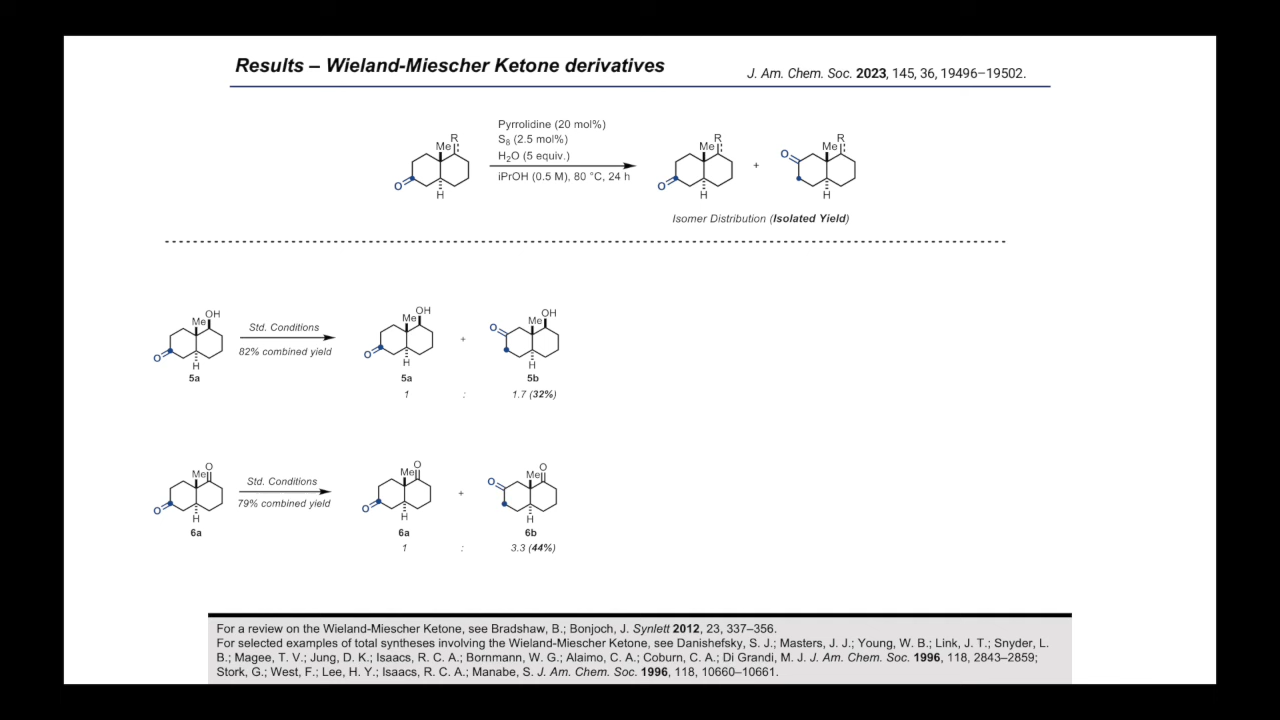 Results – Wieland-Miescher Ketone derivatives
J. Am. Chem. Soc. 2023, 145, 36, 19496–19502.
Pyrrolidine (20 mol%)
S8 (2.5 mol%)
H2O (5 equiv.)
iPrOH (0.5 M), 80 °C, 24 h
R
Me
O
H
R
Me
O
H
+
R
Me
O
H
Isomer Distribution (Isolated Yield)
OH
Me
O
H
5a
Std. Conditions
82% combined yield
OH
Me
O
H
5a
+
OH
Me
O
H
5b
1 : 1.7 (32%)
O
Me
O
H
6a
Std. Conditions
79% combined yield
O
Me
O
H
6a
+
O
Me
O
H
6b
1 : 3.3 (44%)
For a review on the Wieland-Miescher Ketone, see Bradshaw, B.; Bonjoch, J. Synlett 2012, 23, 337–356.
For selected examples of total syntheses involving the Wieland-Miescher Ketone, see Danishefsky, S. J.; Masters, J. J.; Young, W. B.; Link, J. T.; Snyder, L.
B.; Magee, T. V.; Jung, D. K.; Isaacs, R. C. A.; Bornmann, W. G.; Alaimo, C. A.; Coburn, C. A.; Di Grandi, M. J. J. Am. Chem. Soc. 1996, 118, 2843–2859;
Stork, G.; West, F.; Lee, H. Y.; Isaacs, R. C. A.; Manabe, S. J. Am. Chem. Soc. 1996, 118, 10660–10661.